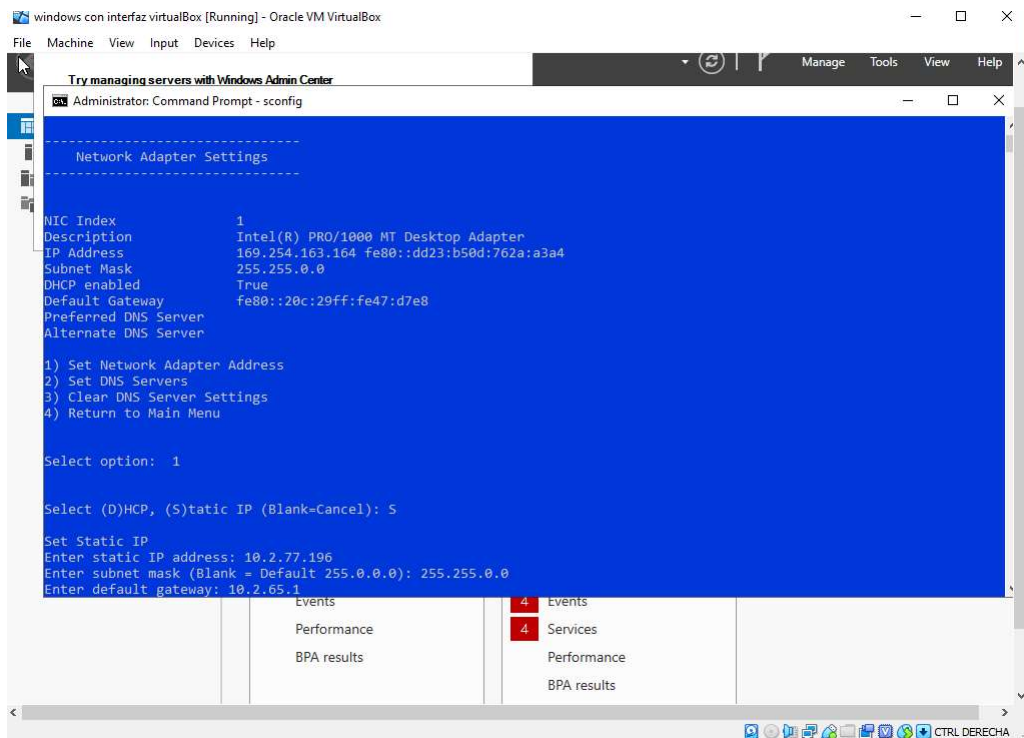 windows con interfaz virtualBox [Running] - Oracle VM VirtualBox
File Machine View Input Devices Help
Manage Tools View Help
Try managing servers with Windows Admin Center
Administrator: Command Prompt - sconfig
--------------------------------
Network Adapter Settings
--------------------------------
NIC Index 1
Description Intel(R) PRO/1000 MT Desktop Adapter
IP Address 169.254.163.164 fe80::dd23:b50d:762a:a3a4
Subnet Mask 255.255.0.0
DHCP enabled True
Default Gateway fe80::20c:29ff:fe47:d7e8
Preferred DNS Server
Alternate DNS Server
1) Set Network Adapter Address
2) Set DNS Servers
3) Clear DNS Server Settings
4) Return to Main Menu
Select option: 1
Select (D)HCP, (S)tatic IP (Blank=Cancel): S
Set Static IP
Enter static IP address: 10.2.77.196
Enter subnet mask (Blank = Default 255.0.0.0): 255.255.0.0
Enter default gateway: 10.2.65.1
Events 4 Events
Performance 4 Services
BPA results Performance
BPA results
CTRL DERECHA